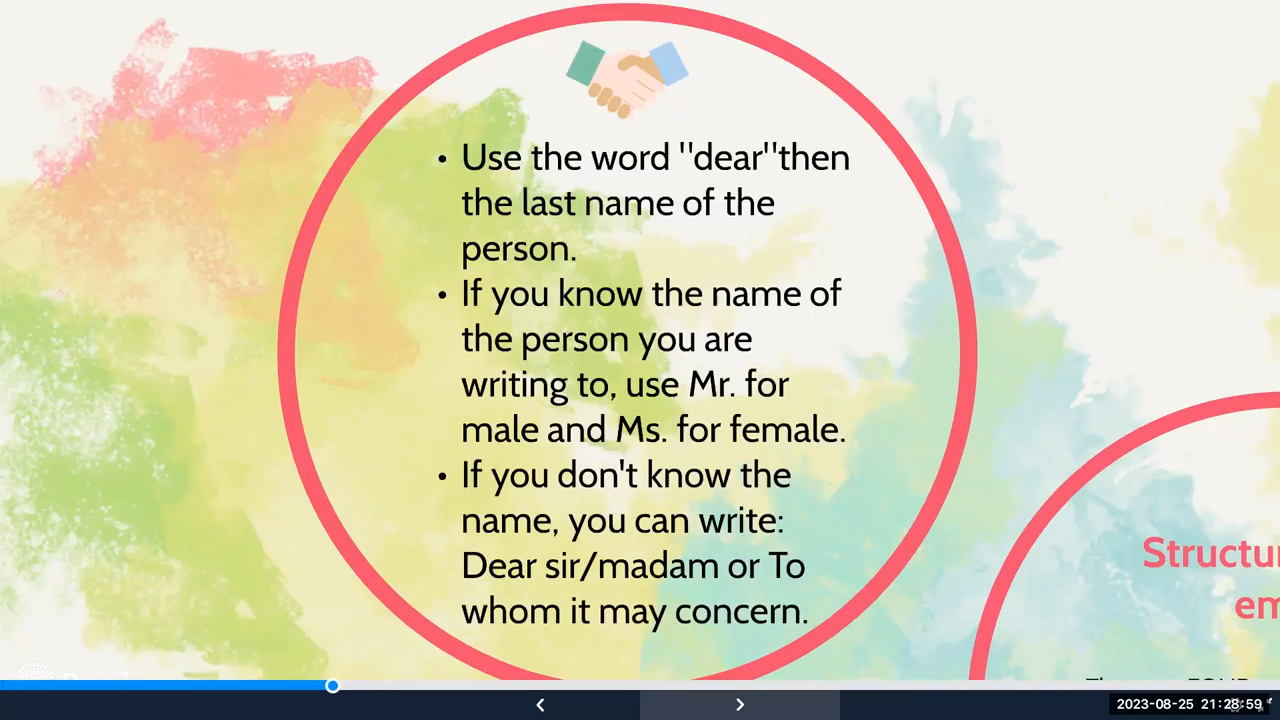 • Use the word "dear"then
the last name of the
person.
• If you know the name of
the person you are
writing to, use Mr. for
male and Ms. for female.
• If you don't know the
name, you can write:
Dear sir/madam or To
whom it may concern.
2023-08-25 21:28:59